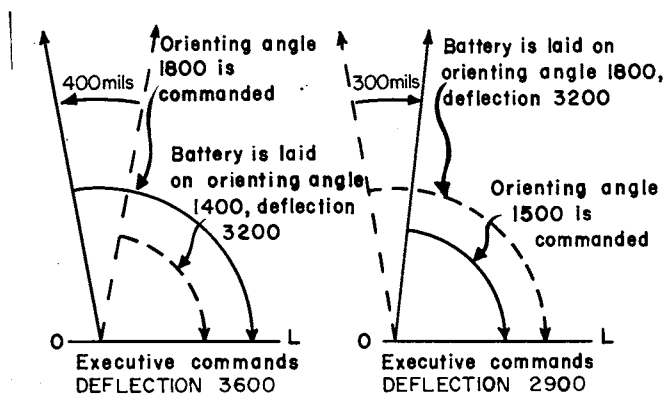 Orienting angle
1800 is
commanded
400mils
Battery is laid
on orienting angle
1400, deflection
3200
O
L
Executive commands
DEFLECTION 3600
Battery is laid on
orienting angle 1800,
deflection 3200
300mils
Orienting angle
1500 is
commanded
O
L
Executive commands
DEFLECTION 2900